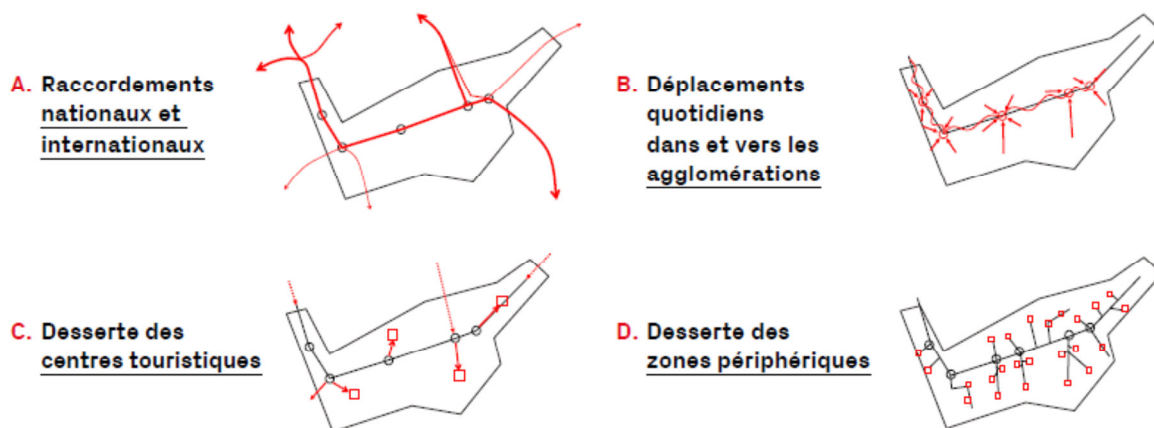 A. Raccordements
nationaux et
internationaux
B. Déplacements
quotidiens
dans et vers les
agglomérations
C. Desserte des
centres touristiques
D. Desserte des
zones périphériques